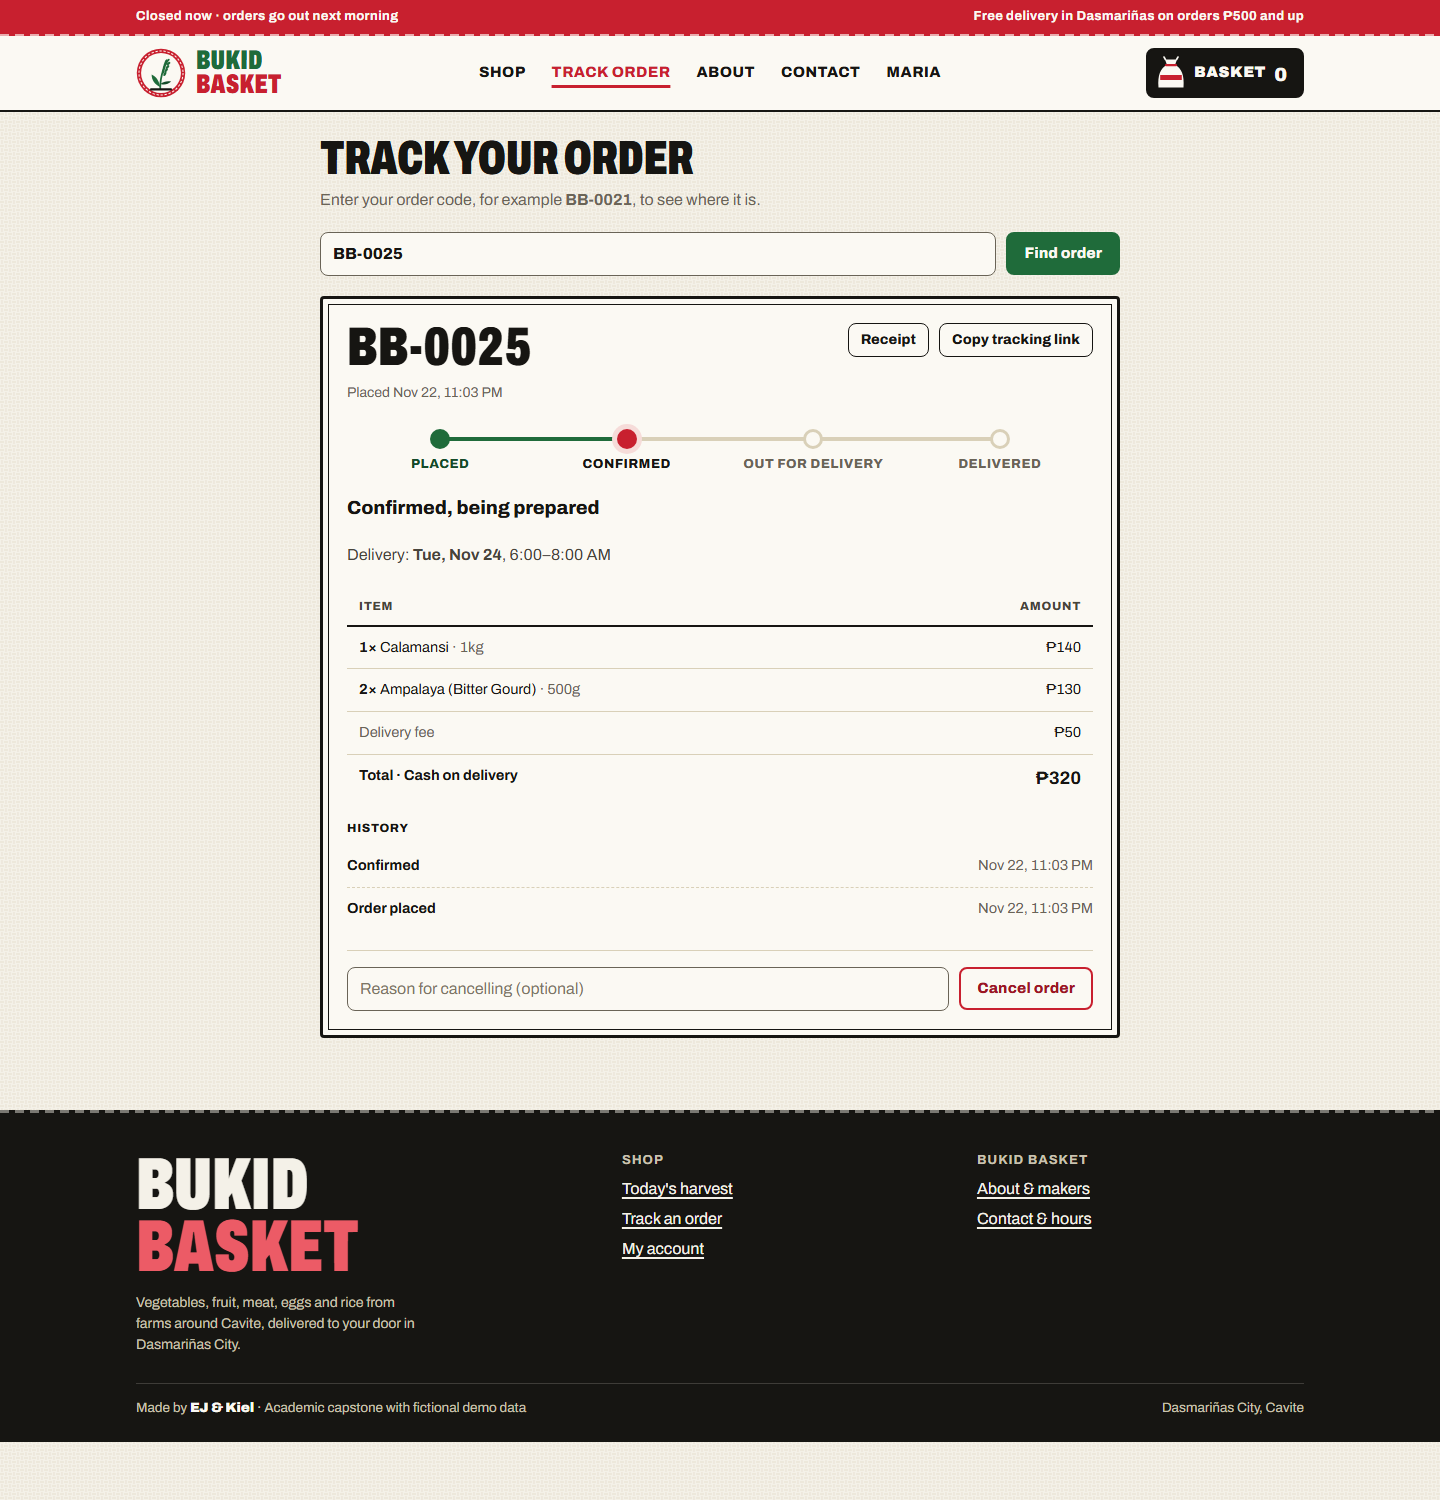 Closed now · orders go out next morning
Free delivery in Dasmariñas on orders ₱500 and up
BUKID
BASKET
SHOP
TRACK ORDER
ABOUT
CONTACT
MARIA
BASKET 0
TRACK YOUR ORDER
Enter your order code, for example BB-0021, to see where it is.
BB-0025
Find order
BB-0025
Receipt
Copy tracking link
Placed Nov 22, 11:03 PM
PLACED
CONFIRMED
OUT FOR DELIVERY
DELIVERED
Confirmed, being prepared
Delivery: Tue, Nov 24, 6:00–8:00 AM
ITEM
AMOUNT
1× Calamansi · 1kg
₱140
2× Ampalaya (Bitter Gourd) · 500g
₱130
Delivery fee
₱50
Total · Cash on delivery
₱320
HISTORY
Confirmed
Nov 22, 11:03 PM
Order placed
Nov 22, 11:03 PM
Reason for cancelling (optional)
Cancel order
BUKID
BASKET
Vegetables, fruit, meat, eggs and rice from
farms around Cavite, delivered to your door in
Dasmariñas City.
SHOP
Today's harvest
Track an order
My account
BUKID BASKET
About & makers
Contact & hours
Made by EJ & Kiel · Academic capstone with fictional demo data
Dasmariñas City, Cavite